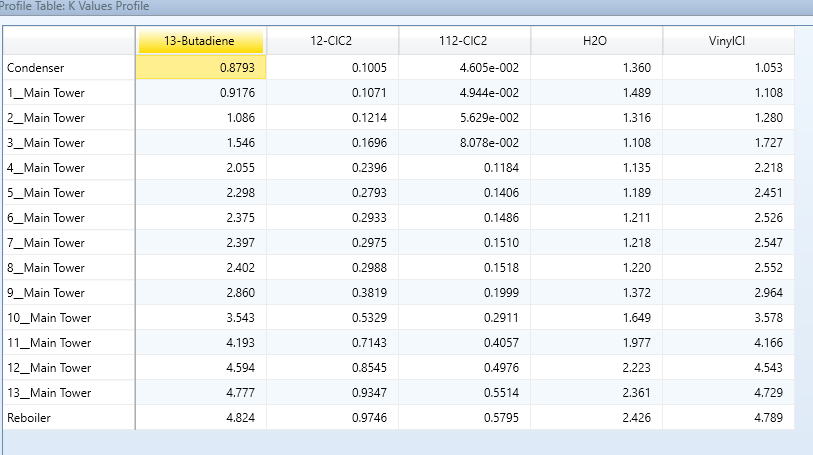 Profile Table: K Values Profile
13-Butadiene 12-ClC2 112-ClC2 H2O VinylCl
Condenser 0.8793 0.1005 4.605e-002 1.360 1.053
1__Main Tower 0.9176 0.1071 4.944e-002 1.489 1.108
2__Main Tower 1.086 0.1214 5.629e-002 1.316 1.280
3__Main Tower 1.546 0.1696 8.078e-002 1.108 1.727
4__Main Tower 2.055 0.2396 0.1184 1.135 2.218
5__Main Tower 2.298 0.2793 0.1406 1.189 2.451
6__Main Tower 2.375 0.2933 0.1486 1.211 2.526
7__Main Tower 2.397 0.2975 0.1510 1.218 2.547
8__Main Tower 2.402 0.2988 0.1518 1.220 2.552
9__Main Tower 2.860 0.3819 0.1999 1.372 2.964
10__Main Tower 3.543 0.5329 0.2911 1.649 3.578
11__Main Tower 4.193 0.7143 0.4057 1.977 4.166
12__Main Tower 4.594 0.8545 0.4976 2.223 4.543
13__Main Tower 4.777 0.9347 0.5514 2.361 4.729
Reboiler 4.824 0.9746 0.5795 2.426 4.789